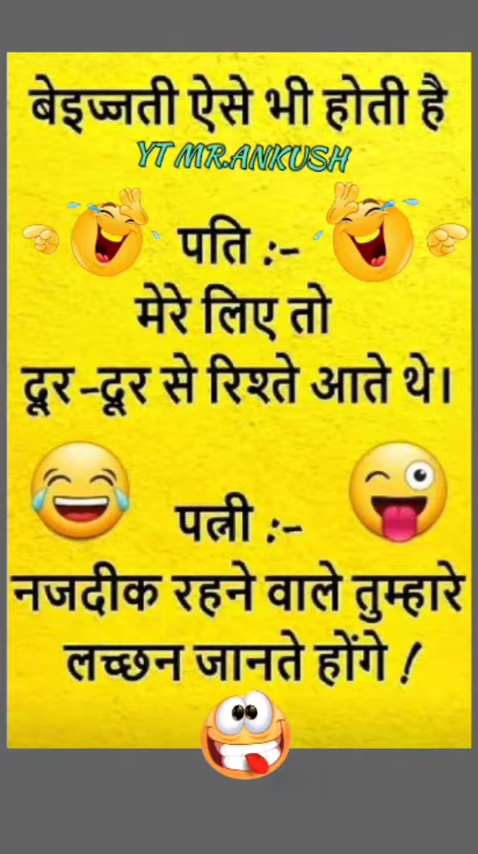 बेइज्जती ऐसे भी होती है
YT MR.ANKUSH
पति :-
मेरे लिए तो
दूर-दूर से रिश्ते आते थे।
पत्नी :-
नजदीक रहने वाले तुम्हारे
लच्छन जानते होंगे !